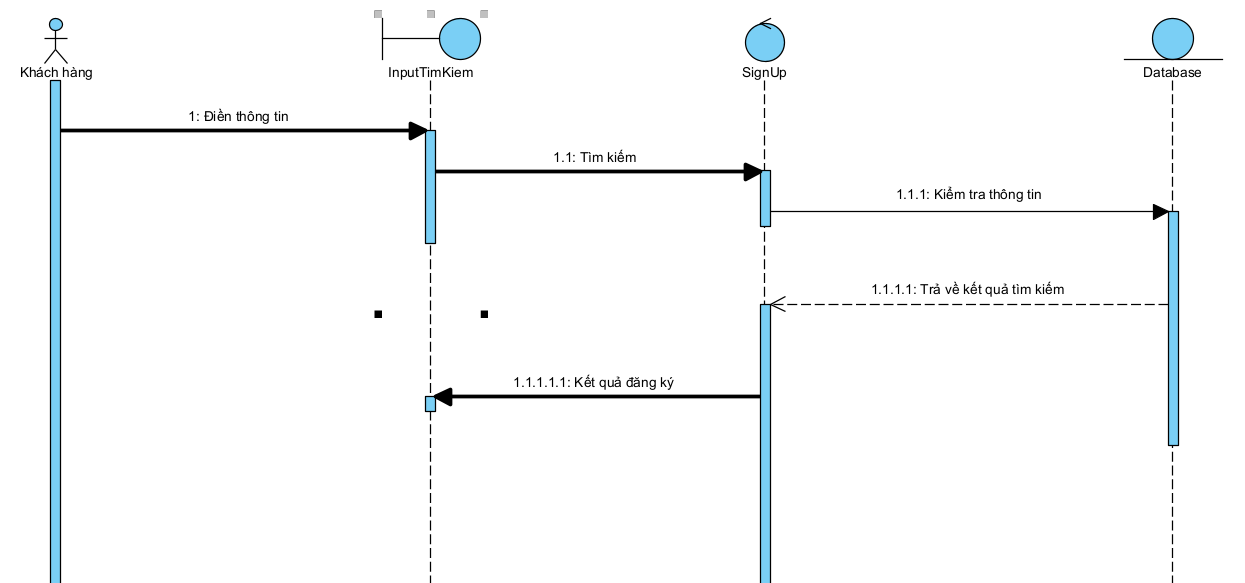 Khách hàng
InputTimKiem
SignUp
Database
1: Điền thông tin
1.1: Tìm kiếm
1.1.1: Kiểm tra thông tin
1.1.1.1: Trả về kết quả tìm kiếm
1.1.1.1.1: Kết quả đăng ký